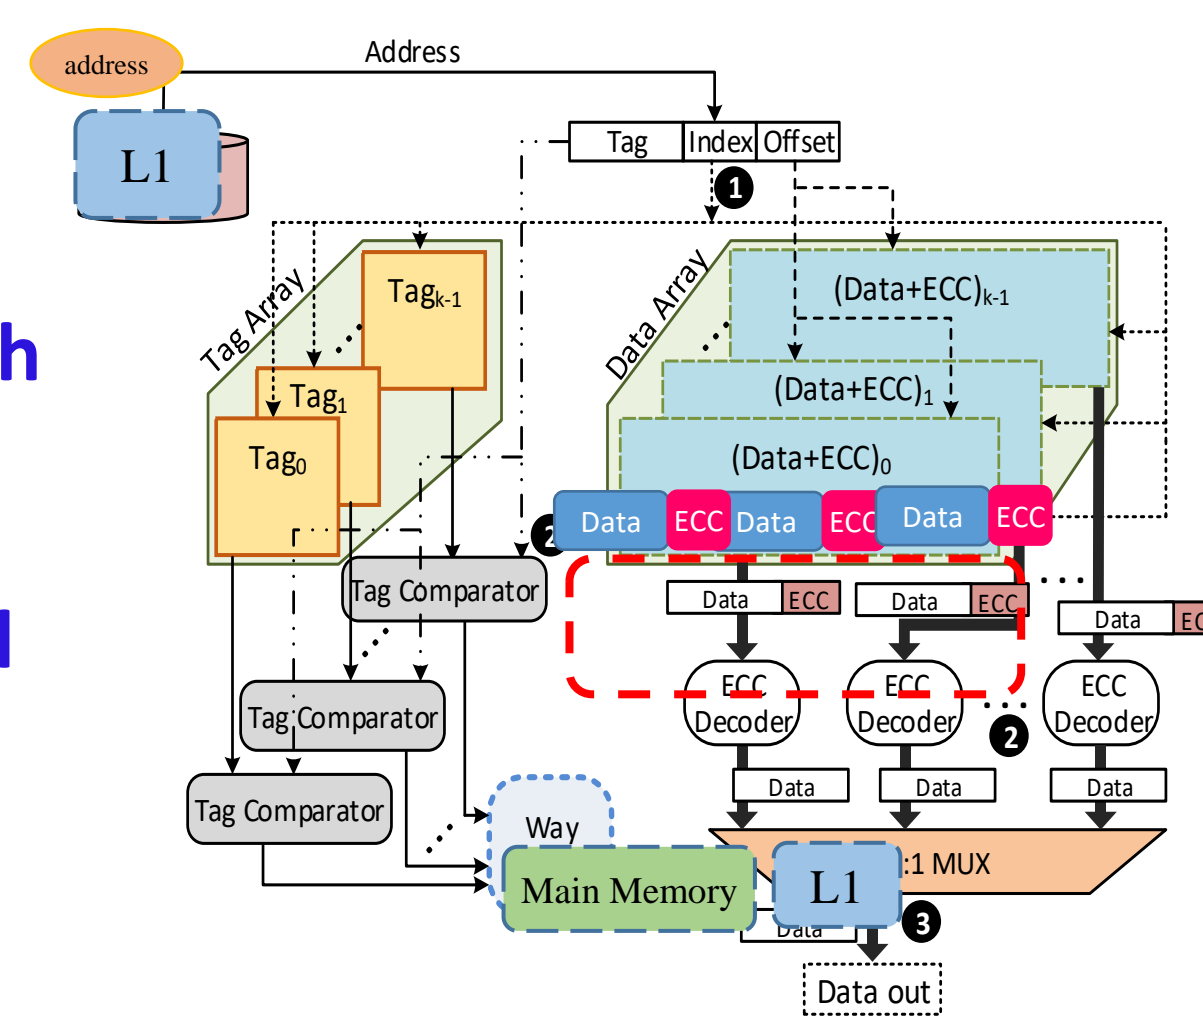 address
Address
L1
Tag Index Offset
1
Tag Array
Tagk-1
Tag1
Tag0
Data Array
(Data+ECC)k-1
(Data+ECC)1
(Data+ECC)0
h
Data ECC Data ECC Data ECC
2
Data ECC
Data ECC
Data EC
l
Tag Comparator
Tag Comparator
Tag Comparator
ECC Decoder
ECC Decoder
ECC Decoder
2
Data
Data
Data
Way
Main Memory
L1
:1 MUX
3
Data
Data out